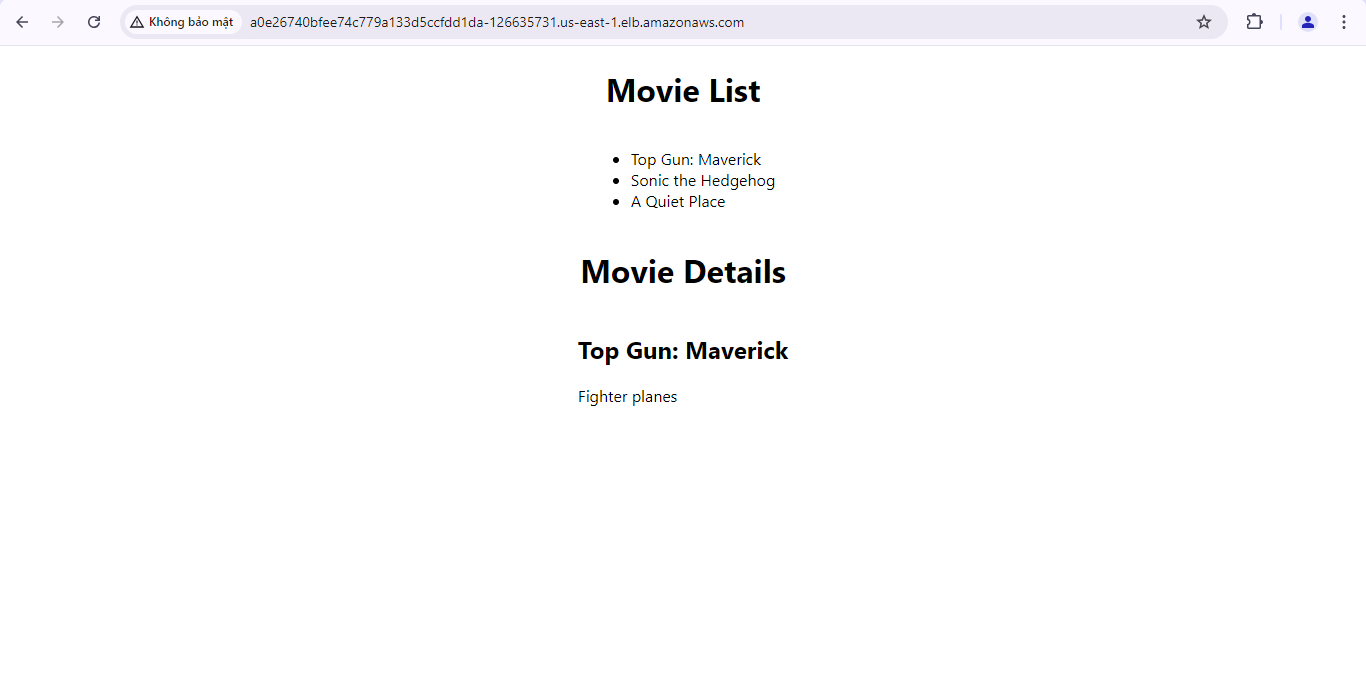 Không bảo mật a0e26740bfee74c779a133d5ccfdd1da-126635731.us-east-1.elb.amazonaws.com
Movie List
Top Gun: Maverick
Sonic the Hedgehog
A Quiet Place
Movie Details
Top Gun: Maverick
Fighter planes